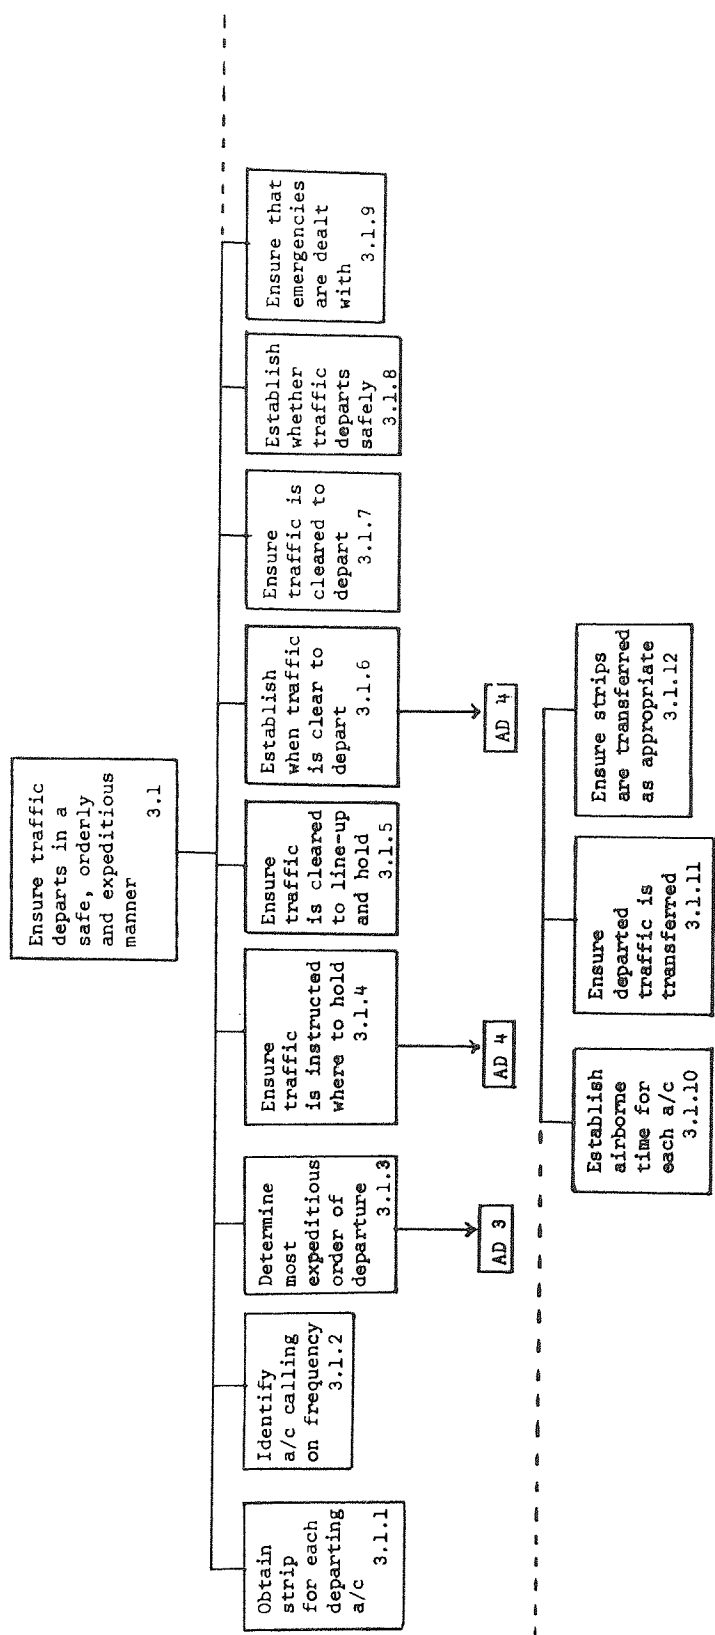 Ensure traffic
departs in a
safe, orderly
and expeditious
manner
3.1
Obtain
strip
for each
departing
a/c
3.1.1
Identify
a/c calling
on frequency
3.1.2
Determine
most
expeditious
order of
departure
3.1.3
AD 3
Ensure
traffic
is instructed
where to hold
3.1.4
AD 4
Ensure
traffic
is cleared
to line-up
and hold
3.1.5
Establish
when traffic
is clear to
depart
3.1.6
AD 4
Ensure
traffic is
cleared to
depart
3.1.7
Establish
whether
traffic
departs
safely
3.1.8
Ensure that
emergencies
are dealt
with
3.1.9
Establish
airborne
time for
each a/c
3.1.10
Ensure
departed
traffic is
transferred
3.1.11
Ensure strips
are transferred
as appropriate
3.1.12